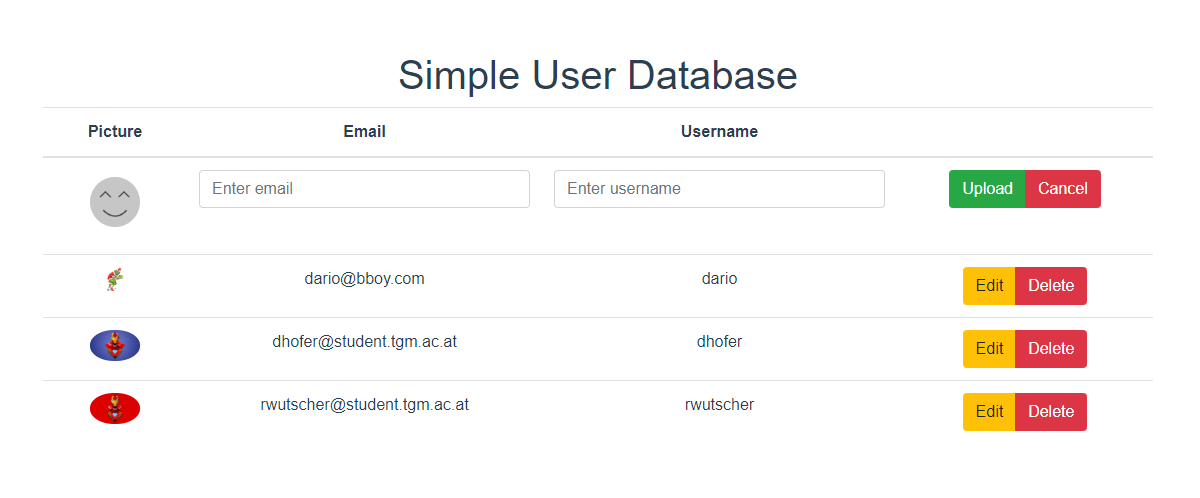 Simple User Database
Picture Email Username
Enter email Enter username Upload Cancel
dario@bboy.com dario Edit Delete
dhofer@student.tgm.ac.at dhofer Edit Delete
rwutscher@student.tgm.ac.at rwutscher Edit Delete